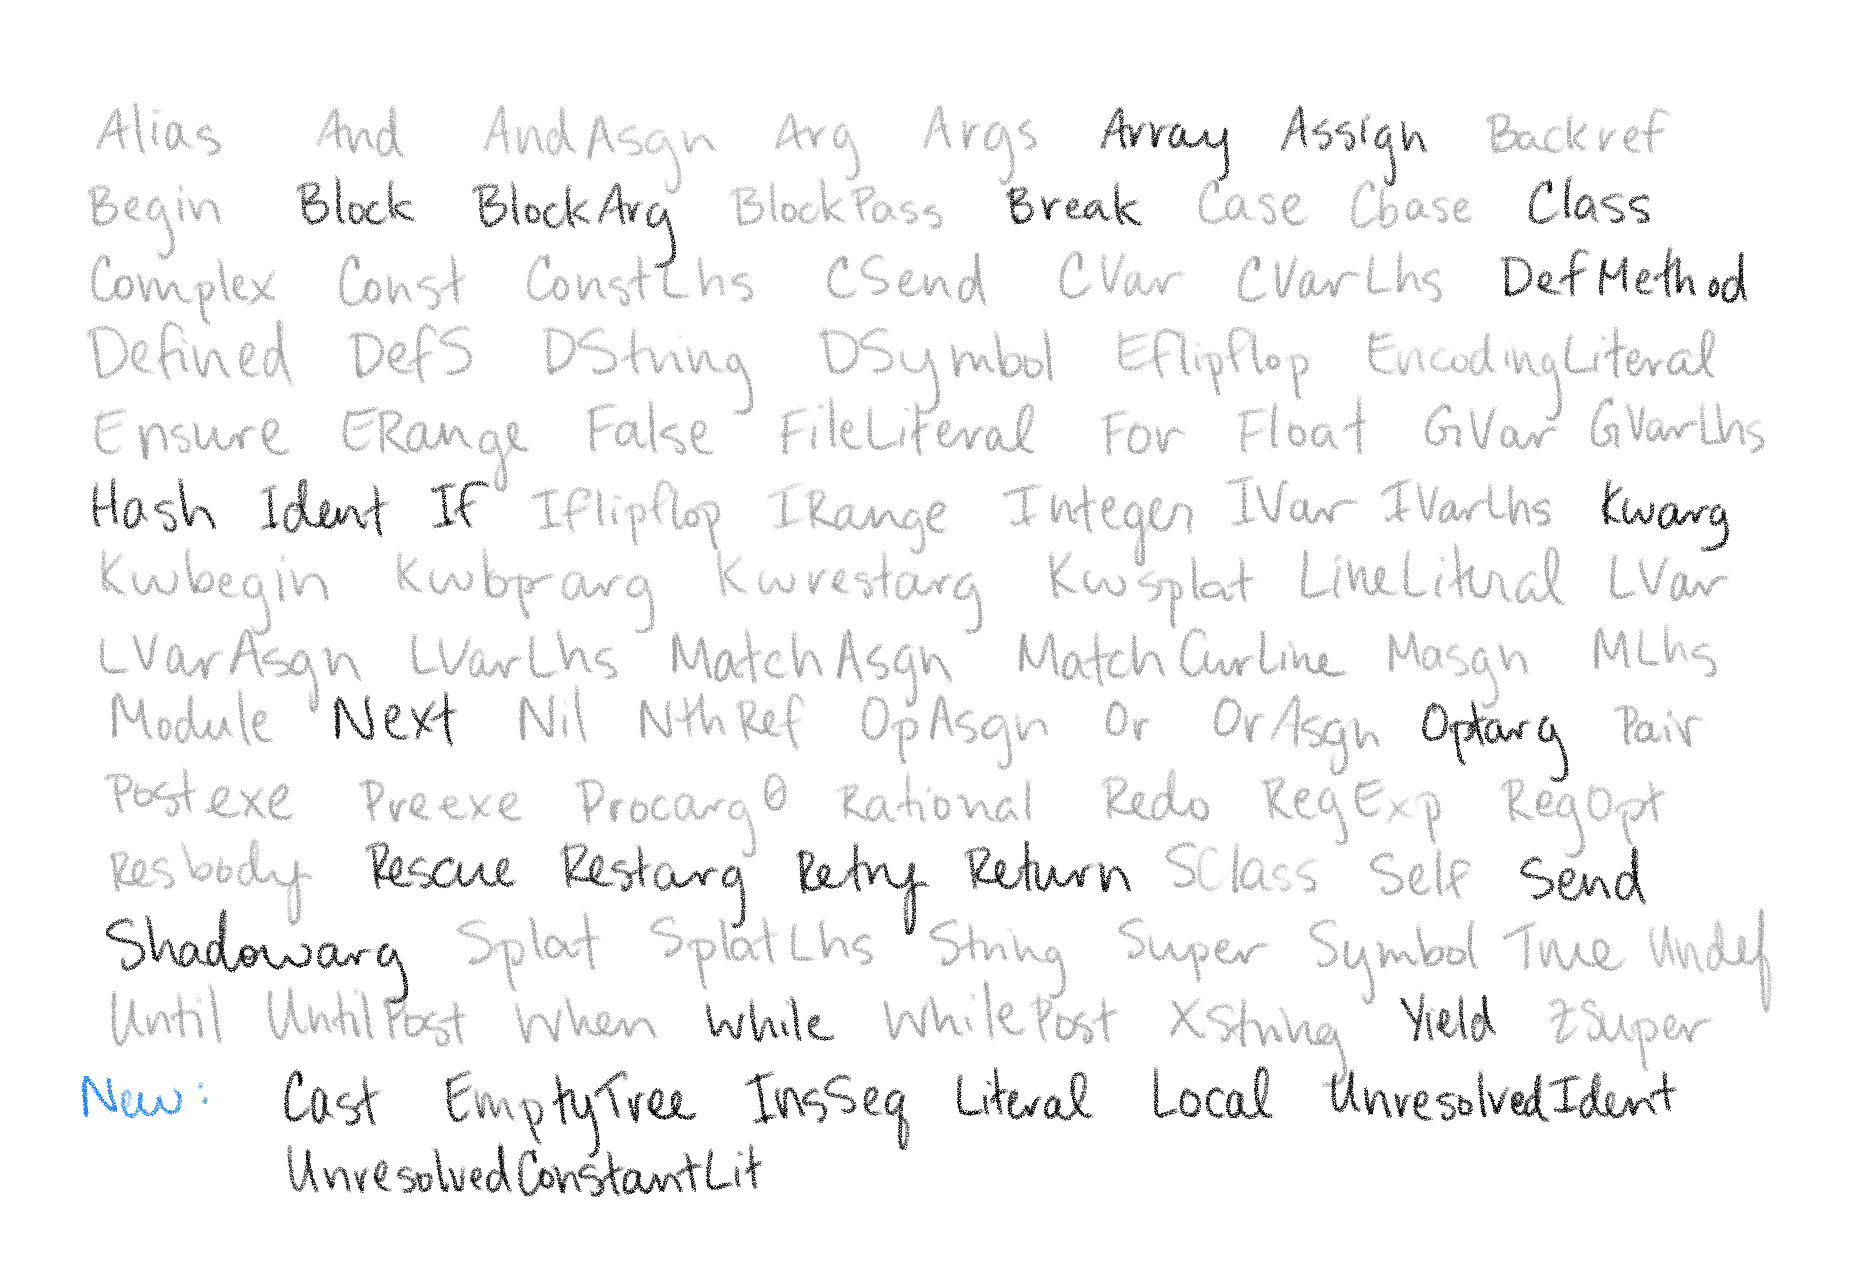 Alias And AndAsgn Arg Args Array Assign Backref
Begin Block BlockArg BlockPass Break Case Cbase Class
Complex Const ConstLhs CSend CVar CVarLhs DefMethod
Defined DefS DString DSymbol Eflipflop EncodingLiteral
Ensure ERange False FileLiteral For Float GVar GVarLhs
Hash Ident If Iflipflop IRange Integer IVar IVarLhs Kwarg
Kwbegin Kwoptarg Kwrestarg Kwsplat LineLiteral LVar
LVarAsgn LVarLhs MatchAsgn MatchCurLine Masgn MLhs
Module Next Nil NthRef OpAsgn Or OrAsgn Optarg Pair
Postexe Preexe Procarg0 Rational Redo RegExp RegOpt
Resbody Rescue Restarg Retry Return SClass Self Send
Shadowarg Splat SplatLhs String Super Symbol True Undef
Until UntilPost When While WhilePost XString Yield ZSuper
New: Cast EmptyTree InsSeq Literal Local UnresolvedIdent
UnresolvedConstantLit